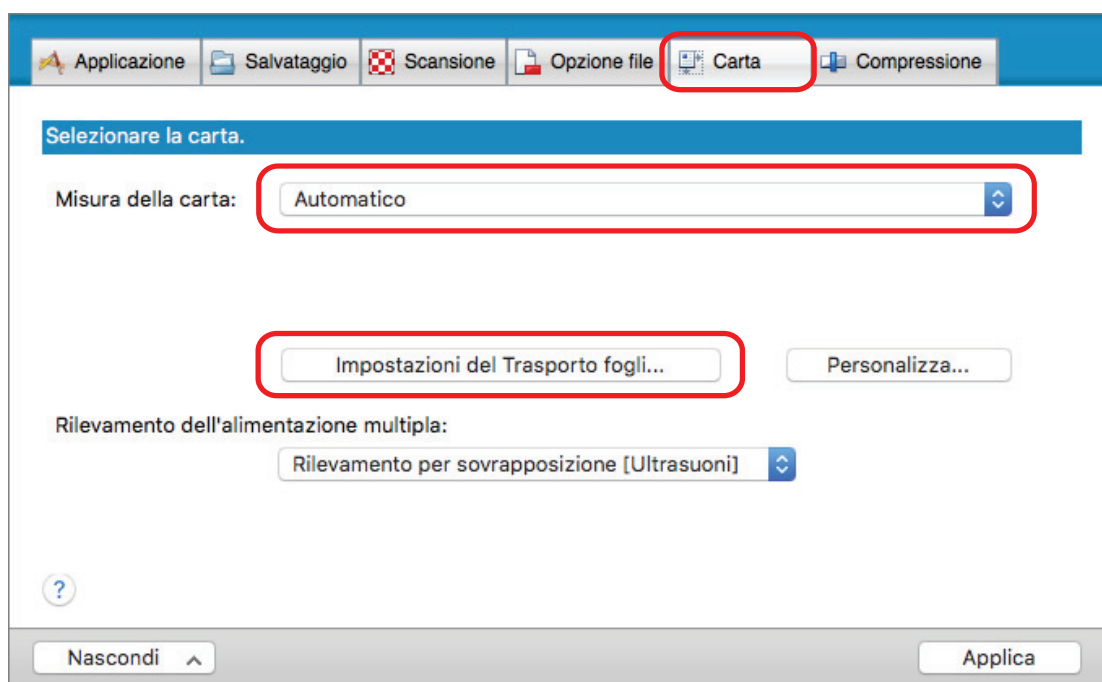 Applicazione Salvataggio Scansione Opzione file Carta Compressione
Selezionare la carta.
Misura della carta: Automatico
Impostazioni del Trasporto fogli... Personalizza...
Rilevamento dell'alimentazione multipla:
Rilevamento per sovrapposizione [Ultrasuoni]
?
Nascondi Applica